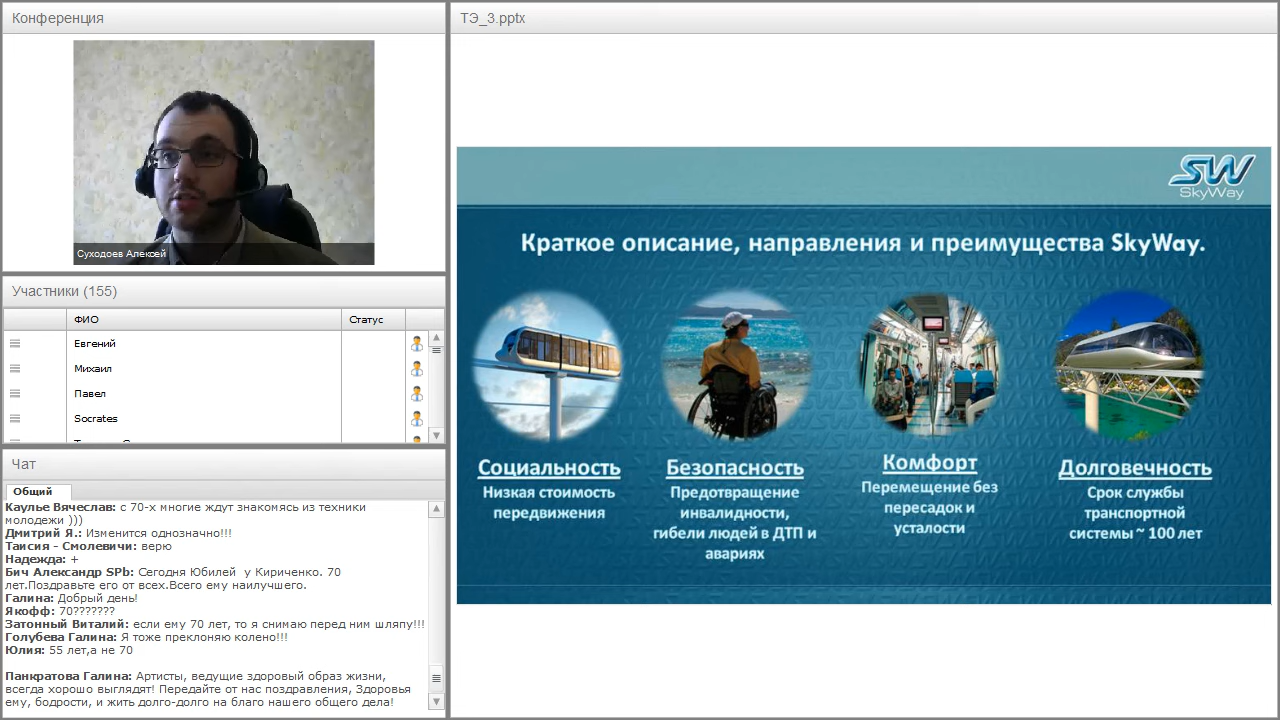 Конференция
Суходоев Алексей
Участники (155)
ФИО
Статус
Евгений
Михаил
Павел
Socrates
Чат
Общий
Каулье Вячеслав: с 70-х многие ждут знакомясь из техники
молодежи )))
Дмитрий Я.: Изменится однозначно!!!
Таисия - Смолевичи: верю
Надежда: +
Бич Александр SPb: Сегодня Юбилей у Кириченко. 70
лет.Поздравьте его от всех.Всего ему наилучшего.
Галина: Добрый день!
Якофф: 70???????
Затонный Виталий: если ему 70 лет, то я снимаю перед ним шляпу!!!
Голубева Галина: Я тоже преклоняю колено!!!
Юлия: 55 лет,а не 70
Панкратова Галина: Артисты, ведущие здоровый образ жизни,
всегда хорошо выглядят! Передайте от нас поздравления, Здоровья
ему, бодрости, и жить долго-долго на благо нашего общего дела!
ТЭ_3.pptx
SW
SkyWay
Краткое описание, направления и преимущества SkyWay.
Социальность
Низкая стоимость
передвижения
Безопасность
Предотвращение
инвалидности,
гибели людей в ДТП и
авариях
Комфорт
Перемещение без
пересадок и
усталости
Долговечность
Срок службы
транспортной
системы ~ 100 лет